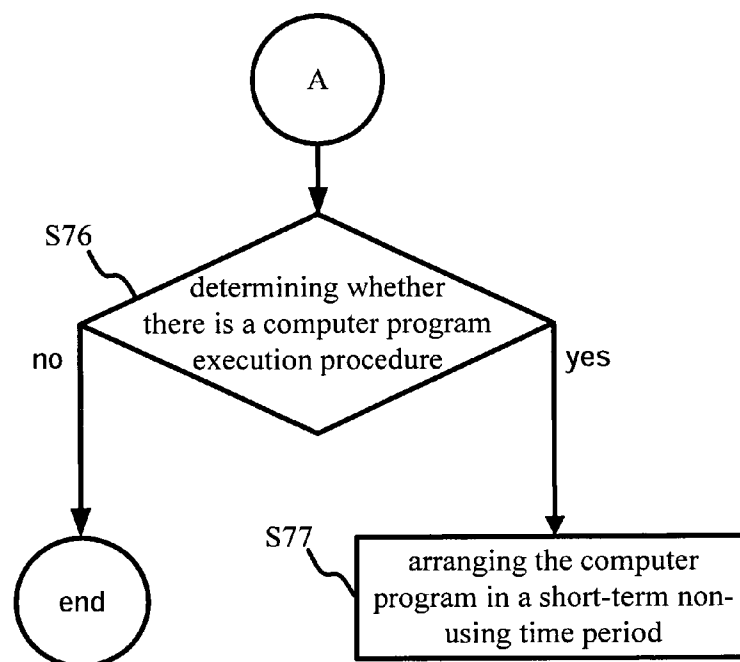 A
S76
determining whether
there is a computer program
execution procedure
no
yes
S77
arranging the computer
program in a short-term non-
using time period
end